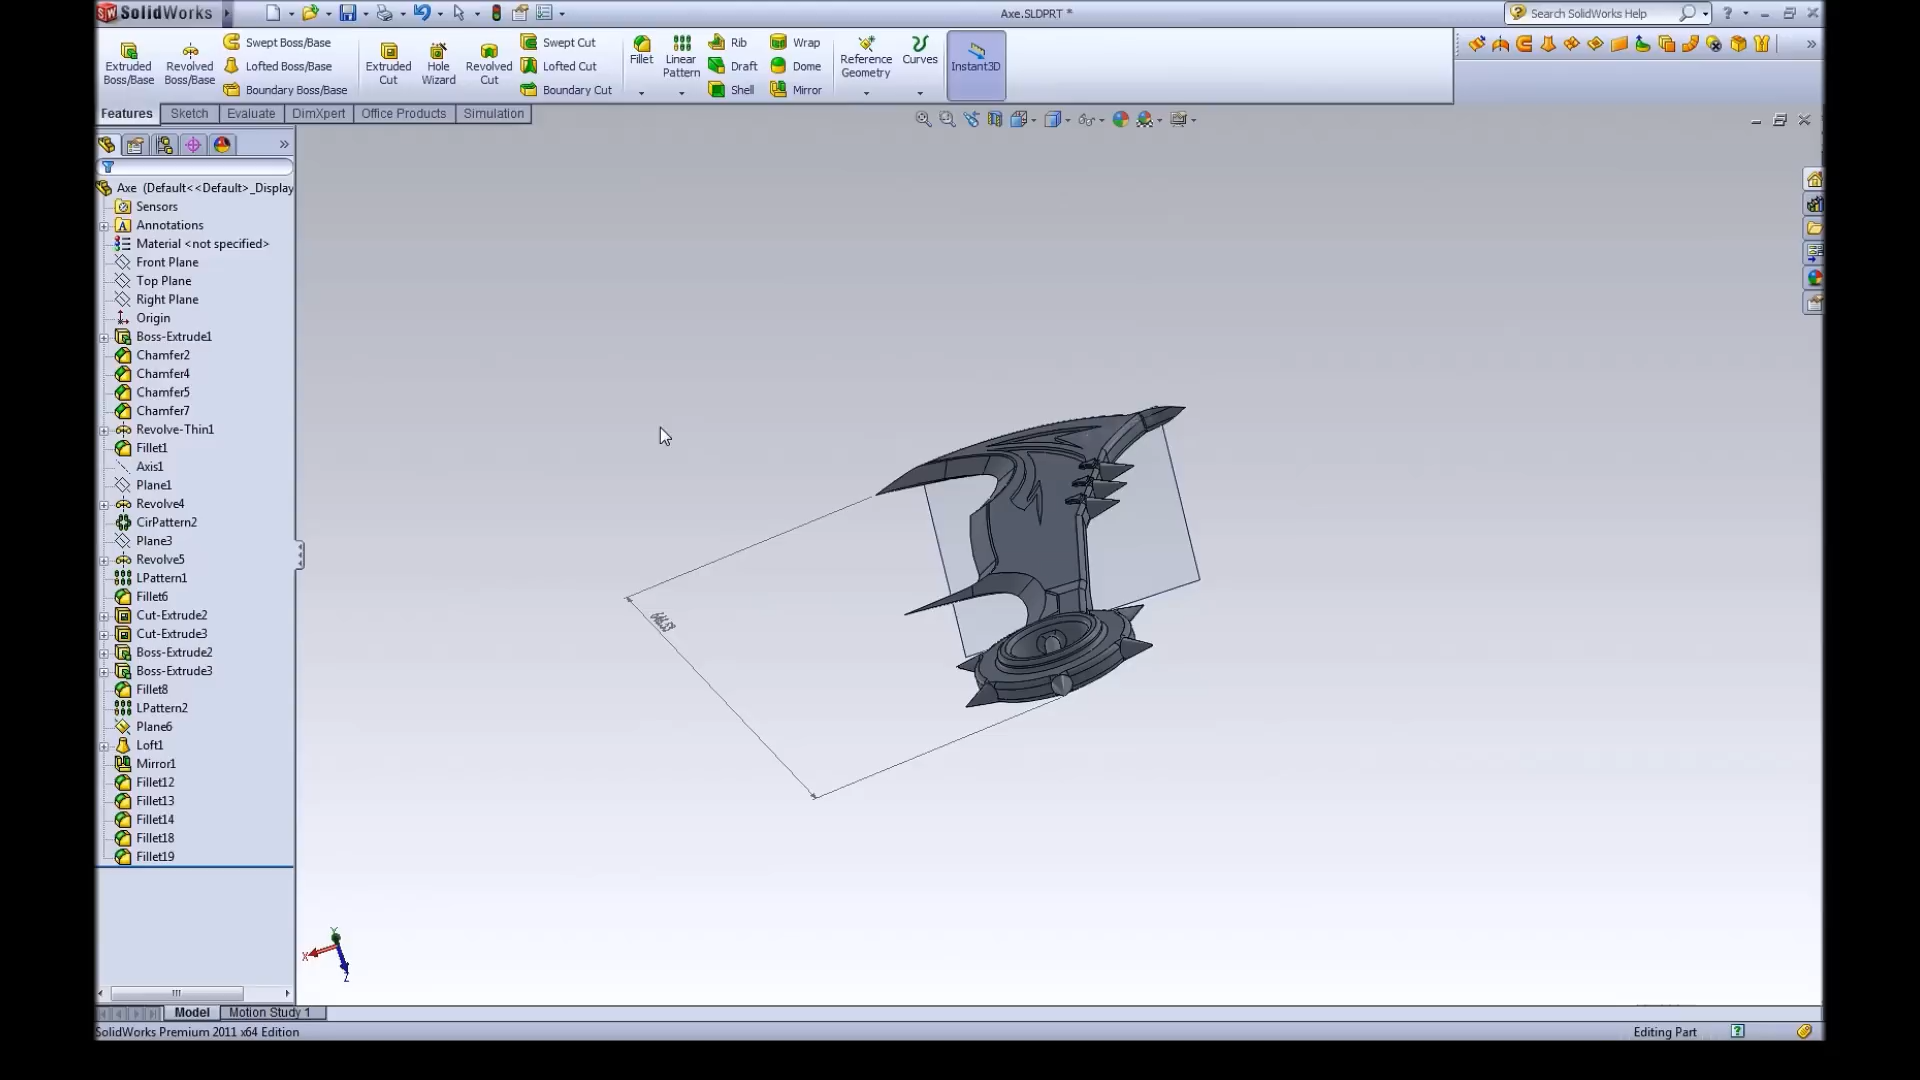 SolidWorks
Axe.SLDPRT *
Search SolidWorks Help
Extruded Boss/Base
Revolved Boss/Base
Swept Boss/Base
Lofted Boss/Base
Boundary Boss/Base
Extruded Cut
Hole Wizard
Revolved Cut
Swept Cut
Lofted Cut
Boundary Cut
Fillet
Linear Pattern
Rib
Draft
Shell
Wrap
Dome
Mirror
Reference Geometry
Curves
Instant3D
Features
Sketch
Evaluate
DimXpert
Office Products
Simulation
Axe (Default<<Default>_Display
Sensors
Annotations
Material <not specified>
Front Plane
Top Plane
Right Plane
Origin
Boss-Extrude1
Chamfer2
Chamfer4
Chamfer5
Chamfer7
Revolve-Thin1
Fillet1
Axis1
Plane1
Revolve4
CirPattern2
Plane3
Revolve5
LPattern1
Fillet6
Cut-Extrude2
Cut-Extrude3
Boss-Extrude2
Boss-Extrude3
Fillet8
LPattern2
Plane6
Loft1
Mirror1
Fillet12
Fillet13
Fillet14
Fillet18
Fillet19
Y
X
Z
Model
Motion Study 1
SolidWorks Premium 2011 x64 Edition
Editing Part